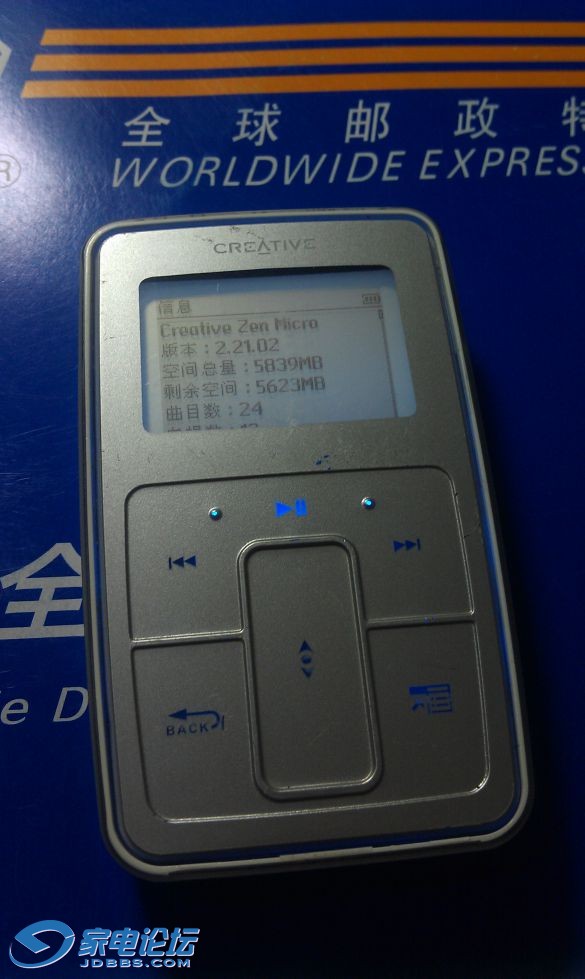 ®
全球邮政特
WORLDWIDE EXPRESS
CREATIVE
信息
Creative Zen Micro
版本：2.21.02
空间总量：5839MB
剩余空间：5623MB
曲目数：24
全
e D
BACK
家电论坛
JDBBS.COM